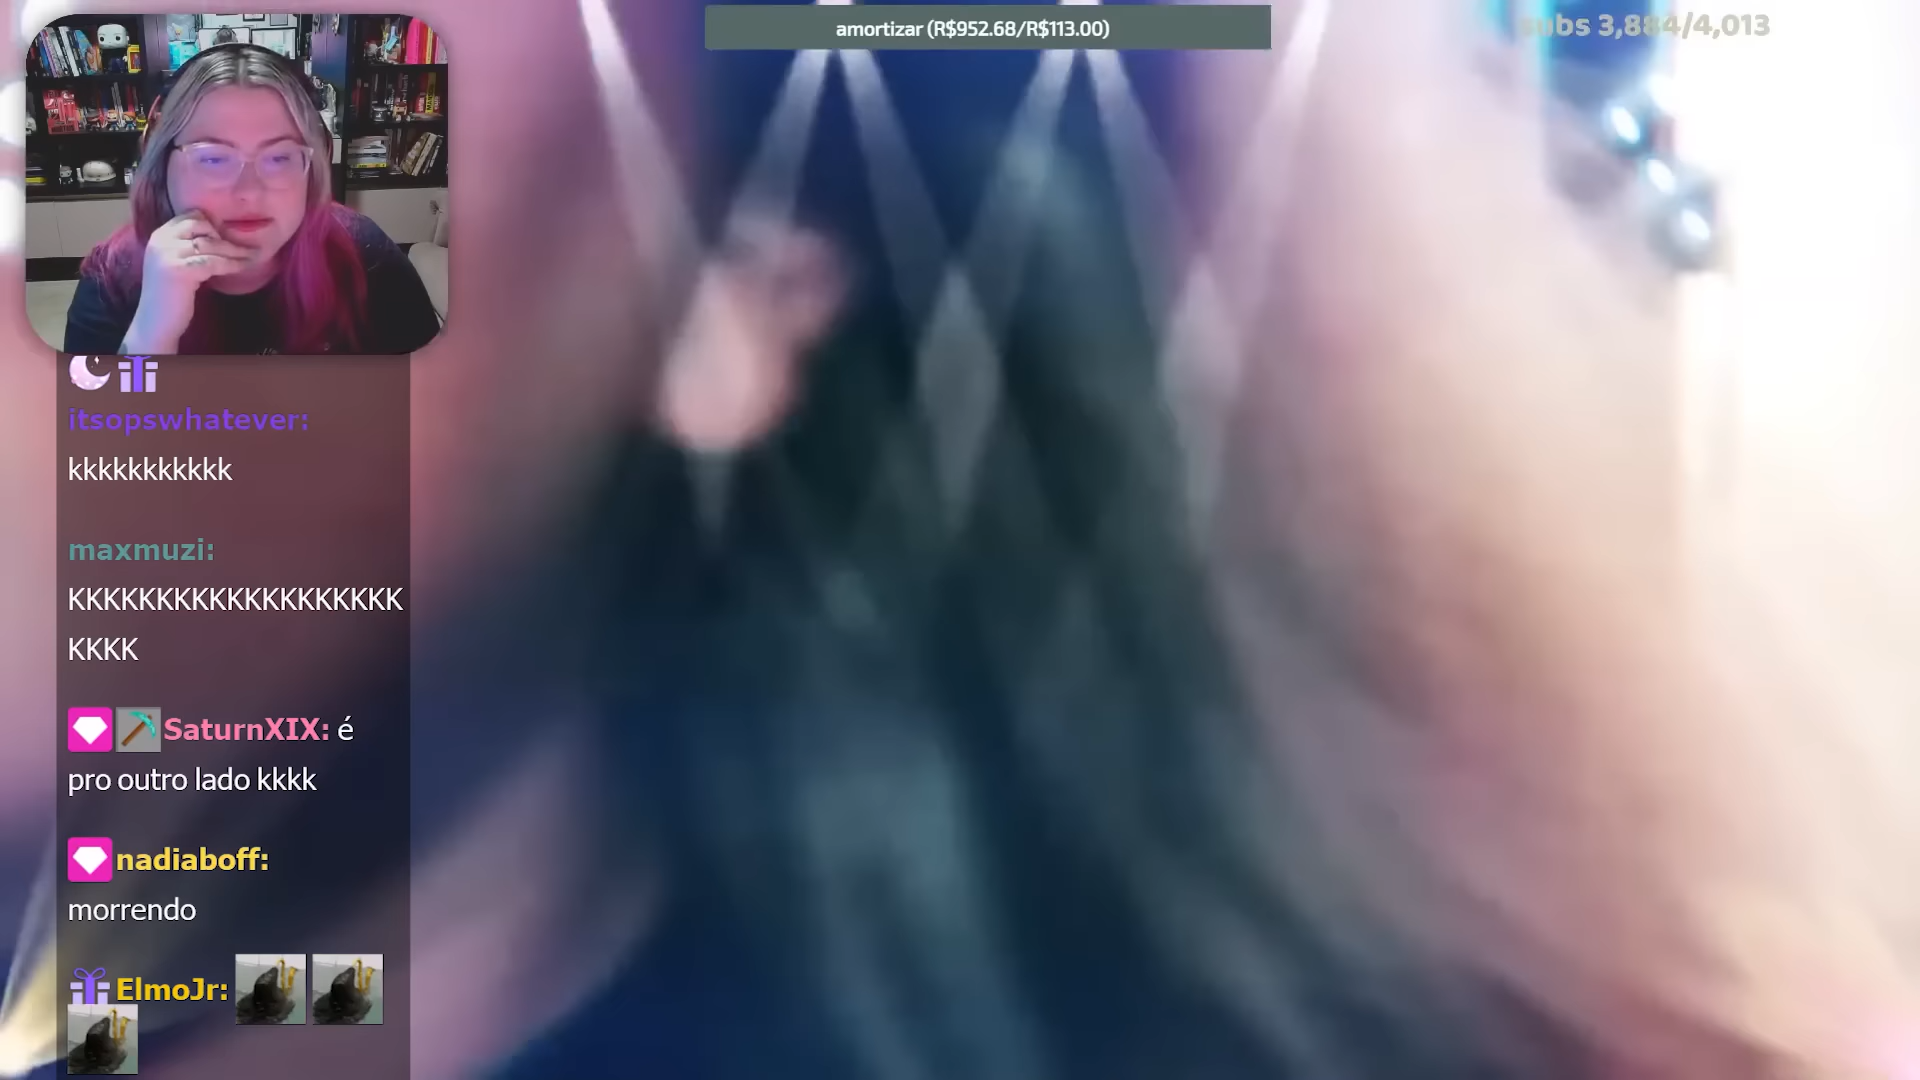 amortizar (R$952.68/R$113.00)
subs 3,884/4,013
itsopswhatever:
kkkkkkkkkkk
maxmuzi:
KKKKKKKKKKKKKKKKKKK
KKKK
SaturnXIX: é
pro outro lado kkkk
nadiaboff:
morrendo
ElmoJr: